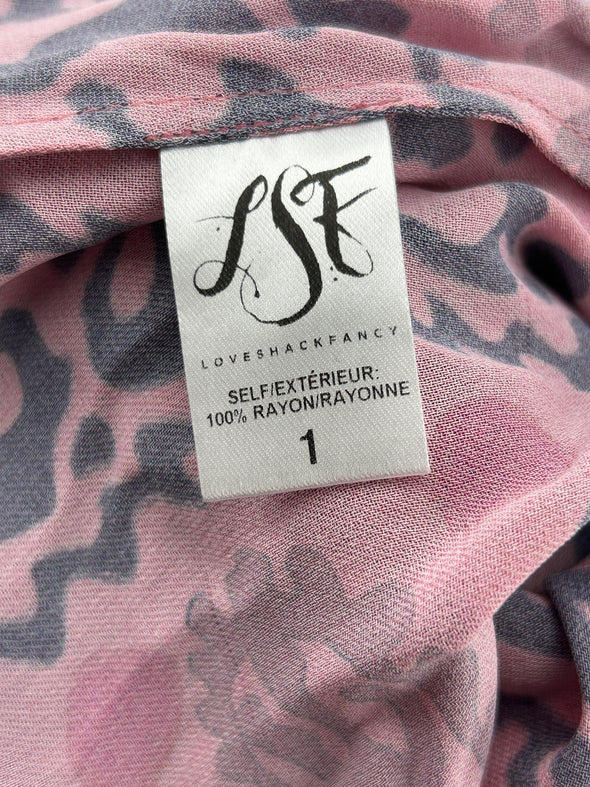 LSF
LOVESHACKFANCY
SELF/EXTÉRIEUR:
100% RAYON/RAYONNE
1